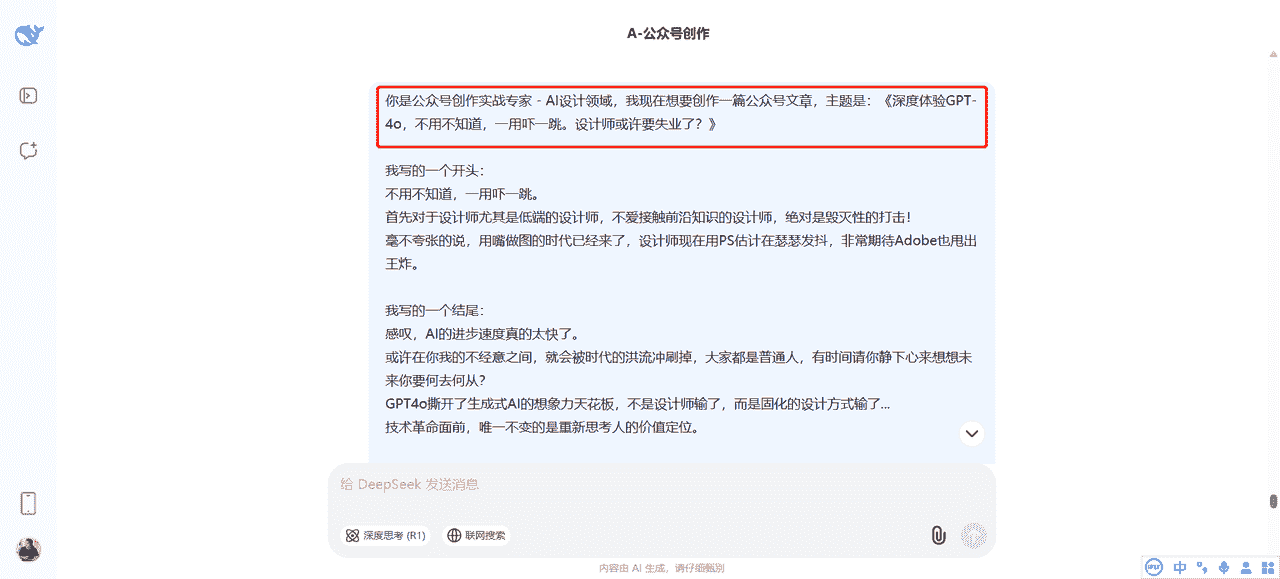 A-公众号创作
你是公众号创作实战专家 - AI设计领域，我现在想要创作一篇公众号文章，主题是：《深度体验GPT-
4o，不用不知道，一用吓一跳。设计师或许要失业了？》
我写的一个开头：
不用不知道，一用吓一跳。
首先对于设计师尤其是低端的设计师，不爱接触前沿知识的设计师，绝对是毁灭性的打击！
毫不夸张的说，用嘴做图的时代已经来了，设计师现在用PS估计在瑟瑟发抖，非常期待Adobe也甩出
王炸。
我写的一个结尾：
感叹，AI的进步速度真的太快了。
或许在你我的不经意之间，就会被时代的洪流冲刷掉，大家都是普通人，有时间请你静下心来想想未
来你要何去何从？
GPT4o撕开了生成式AI的想象力天花板，不是设计师输了，而是固化的设计方式输了...
技术革命面前，唯一不变的是重新思考人的价值定位。
给 DeepSeek 发送消息
深度思考 (R1)
联网搜索
内容由 AI 生成，请仔细甄别
iFLY 中